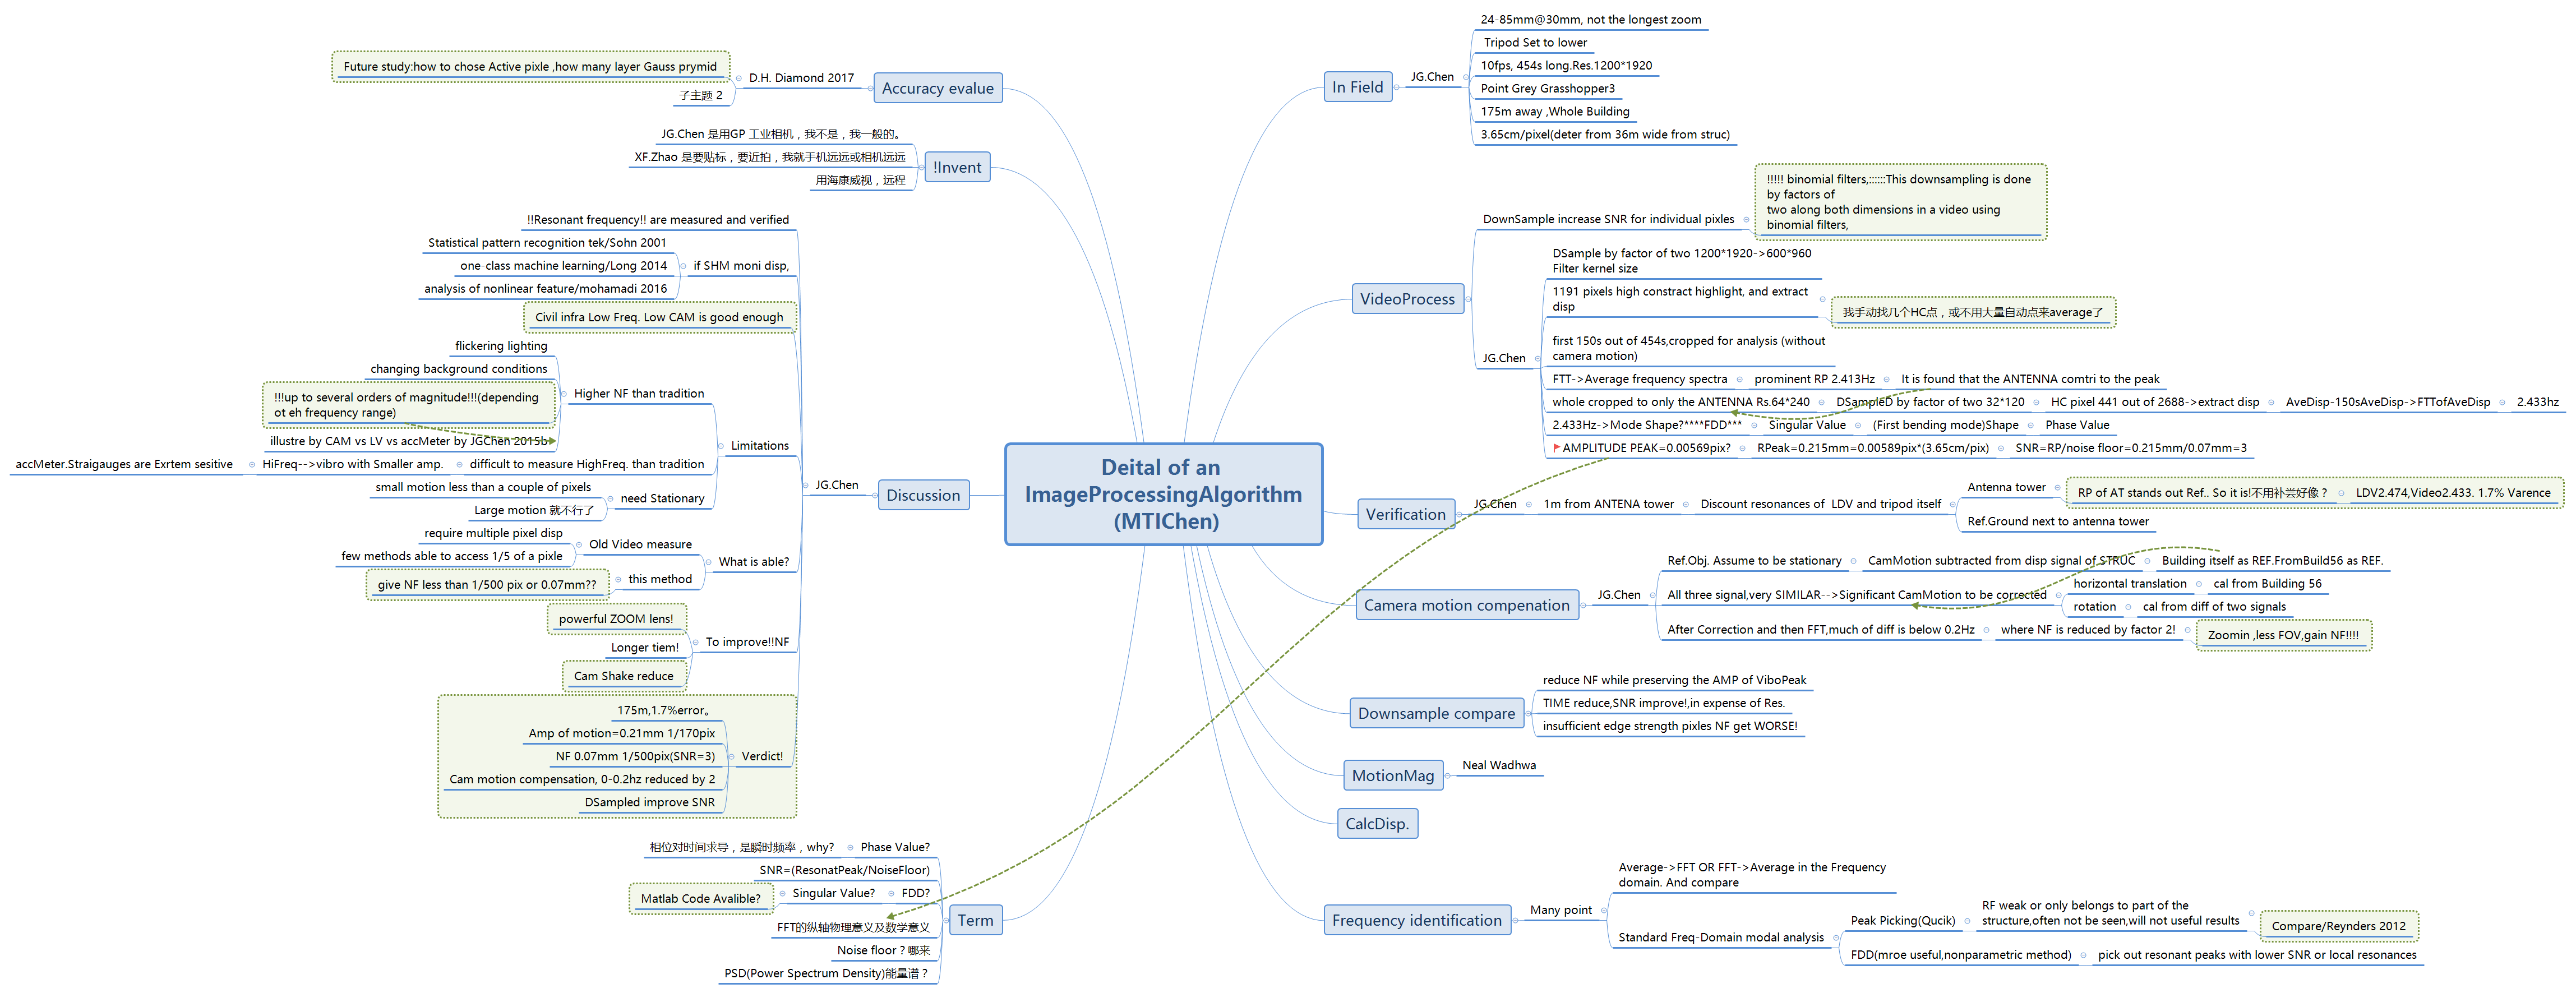 Deital of an
ImageProcessingAlgorithm
(MTIChen)
In Field
JG.Chen
24-85mm@30mm, not the longest zoom
Tripod Set to lower
10fps, 454s long.Res.1200*1920
Point Grey Grasshopper3
175m away ,Whole Building
3.65cm/pixel(deter from 36m wide from struc)
VideoProcess
DownSample increase SNR for individual pixles
!!!!! binomial filters,::::::This downsampling is done
by factors of
two along both dimensions in a video using
binomial filters,
JG.Chen
DSample by factor of two 1200*1920->600*960
Filter kernel size
1191 pixels high constract highlight, and extract
disp
我手动找几个HC点，或不用大量自动点来average了
first 150s out of 454s,cropped for analysis (without
camera motion)
FTT->Average frequency spectra
prominent RP 2.413Hz
It is found that the ANTENNA comtri to the peak
whole cropped to only the ANTENNA Rs.64*240
DSampleD by factor of two 32*120
HC pixel 441 out of 2688->extract disp
AveDisp-150sAveDisp->FTTofAveDisp
2.433hz
2.433Hz->Mode Shape?****FDD***
Singular Value
(First bending mode)Shape
Phase Value
AMPLITUDE PEAK=0.00569pix?
RPeak=0.215mm=0.00589pix*(3.65cm/pix)
SNR=RP/noise floor=0.215mm/0.07mm=3
Verification
JG.Chen
1m from ANTENA tower
Discount resonances of  LDV and tripod itself
Antenna tower
RP of AT stands out Ref.. So it is!不用补尝好像？
LDV2.474,Video2.433. 1.7% Varence
Ref.Ground next to antenna tower
Camera motion compenation
JG.Chen
Ref.Obj. Assume to be stationary
CamMotion subtracted from disp signal of STRUC
Building itself as REF.FromBuild56 as REF.
All three signal,very SIMILAR-->Significant CamMotion to be corrected
horizontal translation
cal from Building 56
rotation
cal from diff of two signals
After Correction and then FFT,much of diff is below 0.2Hz
where NF is reduced by factor 2!
Zoomin ,less FOV,gain NF!!!!
Downsample compare
reduce NF while preserving the AMP of ViboPeak
TIME reduce,SNR improve!,in expense of Res.
insufficient edge strength pixles NF get WORSE!
MotionMag
Neal Wadhwa
CalcDisp.
Frequency identification
Many point
Average->FFT OR FFT->Average in the Frequency
domain. And compare
Standard Freq-Domain modal analysis
Peak Picking(Qucik)
RF weak or only belongs to part of the
structure,often not be seen,will not useful results
Compare/Reynders 2012
FDD(mroe useful,nonparametric method)
pick out resonant peaks with lower SNR or local resonances
Accuracy evalue
D.H. Diamond 2017
Future study:how to chose Active pixle ,how many layer Gauss prymid
子主题 2
!Invent
JG.Chen 是用GP 工业相机，我不是，我一般的。
XF.Zhao 是要贴标，要近拍，我就手机远远或相机远远
用海康威视，远程
Discussion
JG.Chen
!!Resonant frequency!! are measured and verified
if SHM moni disp,
Statistical pattern recognition tek/Sohn 2001
one-class machine learning/Long 2014
analysis of nonlinear feature/mohamadi 2016
Civil infra Low Freq. Low CAM is good enough
Limitations
Higher NF than tradition
flickering lighting
changing background conditions
!!!up to several orders of magnitude!!!(depending
ot eh frequency range)
illustre by CAM vs LV vs accMeter by JGChen 2015b
difficult to measure HighFreq. than tradition
HiFreq-->vibro with Smaller amp.
accMeter.Straigauges are Exrtem sesitive
need Stationary
small motion less than a couple of pixels
Large motion 就不行了
What is able?
Old Video measure
require multiple pixel disp
few methods able to access 1/5 of a pixle
this method
give NF less than 1/500 pix or 0.07mm??
To improve!!NF
powerful ZOOM lens!
Longer tiem!
Cam Shake reduce
Verdict!
175m,1.7%error。
Amp of motion=0.21mm 1/170pix
NF 0.07mm 1/500pix(SNR=3)
Cam motion compensation, 0-0.2hz reduced by 2
DSampled improve SNR
Term
Phase Value?
相位对时间求导，是瞬时频率，why?
SNR=(ResonatPeak/NoiseFloor)
FDD?
Singular Value?
Matlab Code Avalible?
FFT的纵轴物理意义及数学意义
Noise floor？哪来
PSD(Power Spectrum Density)能量谱？